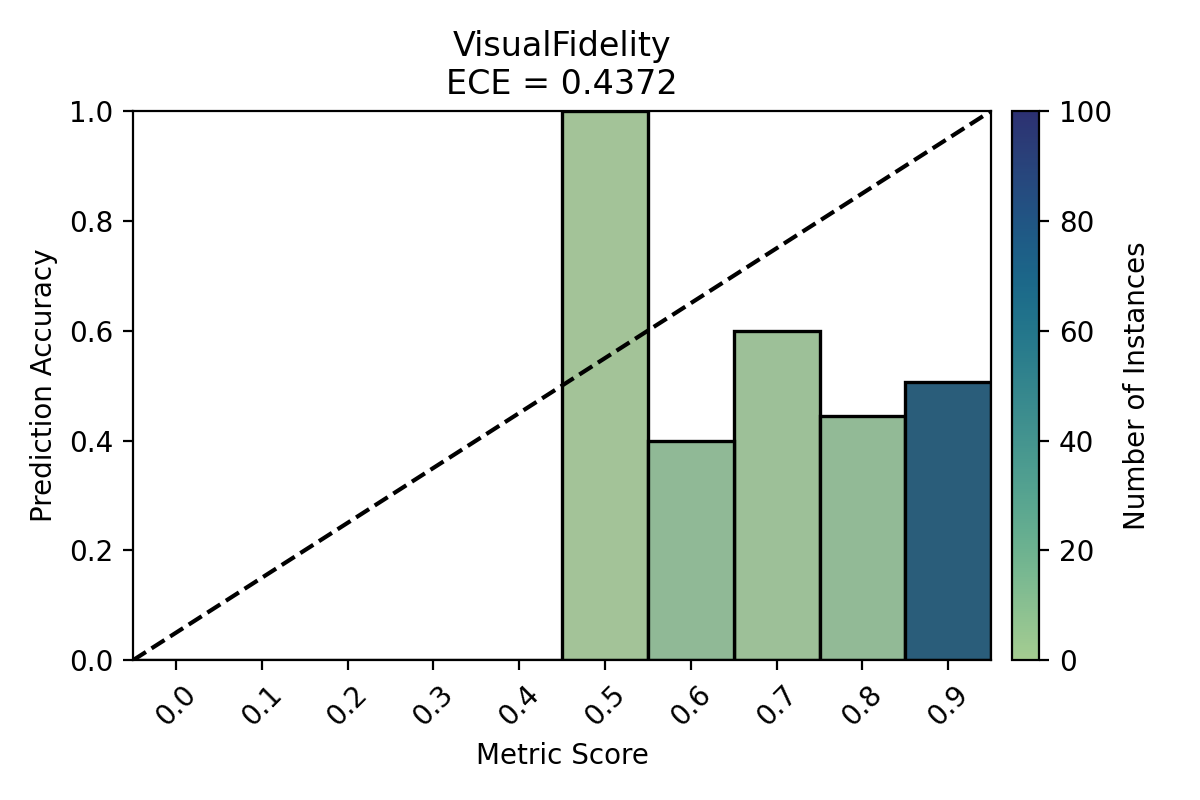 VisualFidelity
ECE = 0.4372
Prediction Accuracy
1.0
0.8
0.6
0.4
0.2
0.0
0.0 0.1 0.2 0.3 0.4 0.5 0.6 0.7 0.8 0.9
Metric Score
100
80
60
40
20
0
Number of Instances